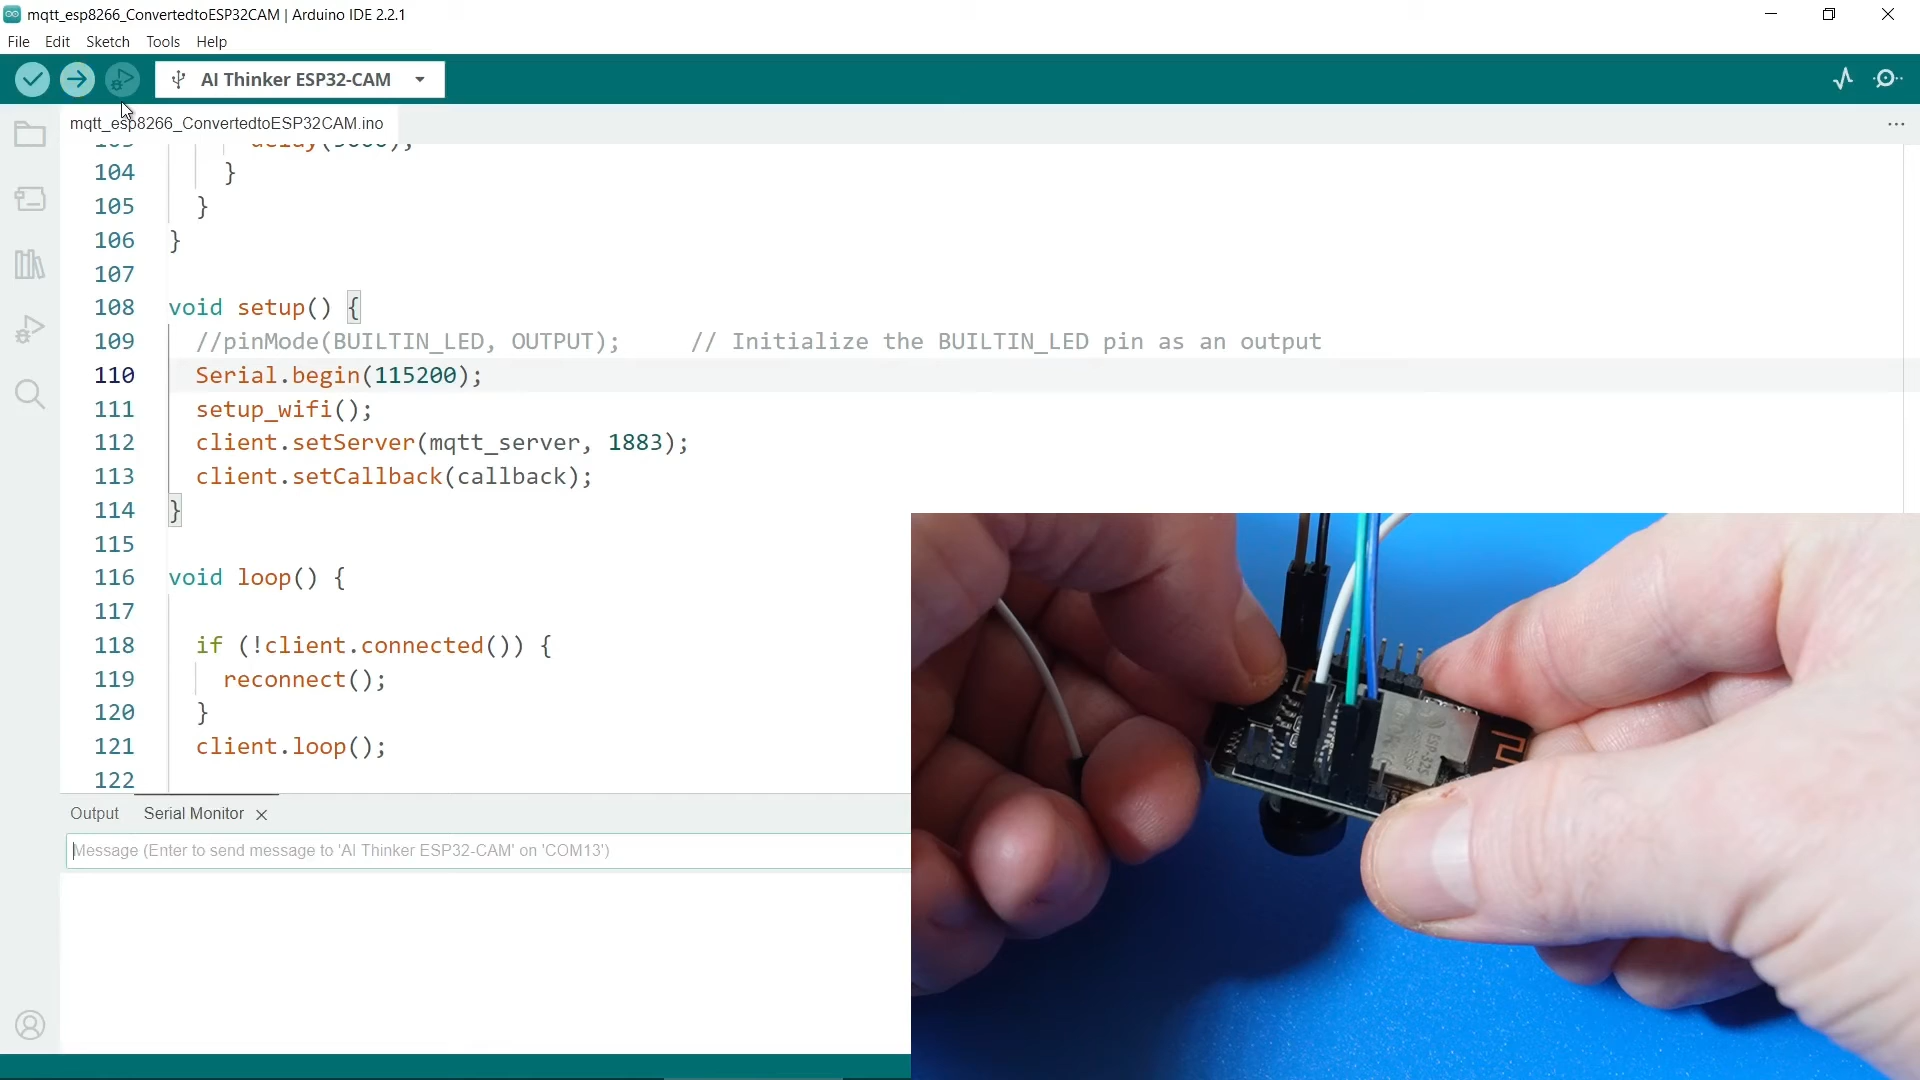 mqtt_esp8266_ConvertedtoESP32CAM | Arduino IDE 2.2.1
File Edit Sketch Tools Help
AI Thinker ESP32-CAM
mqtt_esp8266_ConvertedtoESP32CAM.ino
104 }
105 }
106 }
107
108 void setup() {
109 //pinMode(BUILTIN_LED, OUTPUT); // Initialize the BUILTIN_LED pin as an output
110 Serial.begin(115200);
111 setup_wifi();
112 client.setServer(mqtt_server, 1883);
113 client.setCallback(callback);
114 }
115
116 void loop() {
117
118 if (!client.connected()) {
119 reconnect();
120 }
121 client.loop();
122
Output Serial Monitor
Message (Enter to send message to 'AI Thinker ESP32-CAM' on 'COM13')
ESP-32S